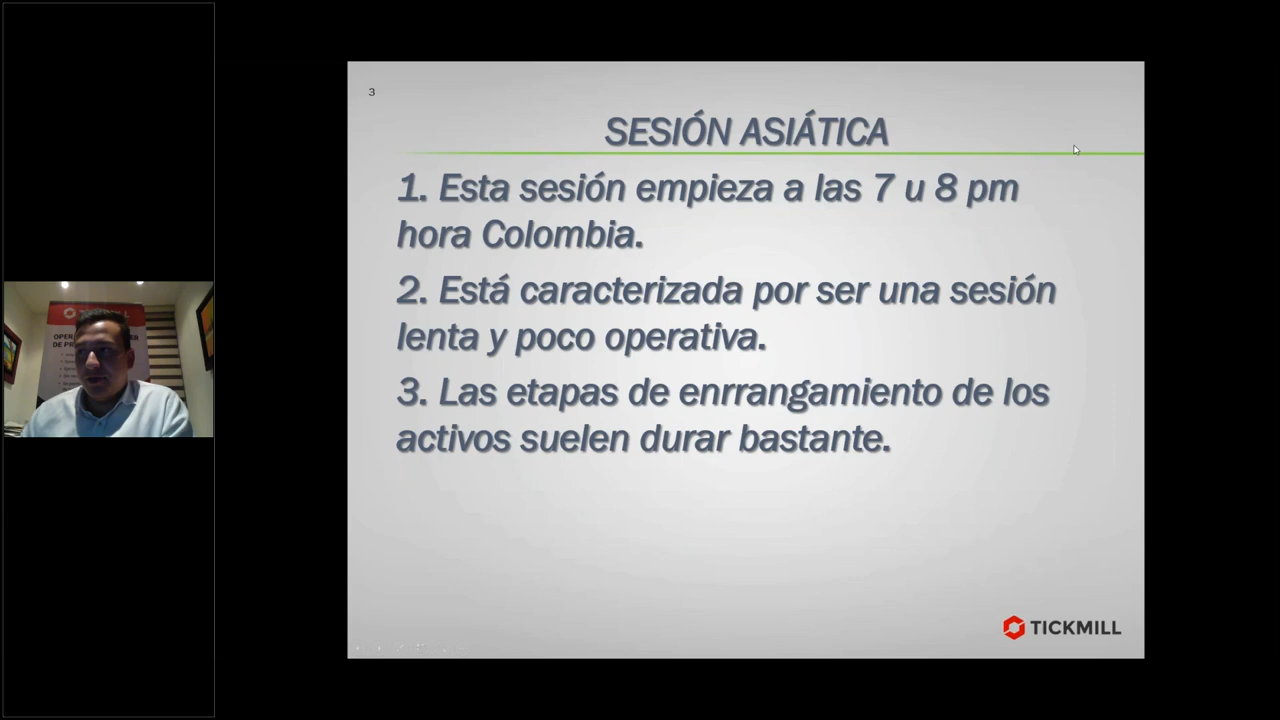 3
SESIÓN ASIÁTICA
1. Esta sesión empieza a las 7 u 8 pm
hora Colombia.
2. Está caracterizada por ser una sesión
lenta y poco operativa.
3. Las etapas de enrrangamiento de los
activos suelen durar bastante.
TICKMILL